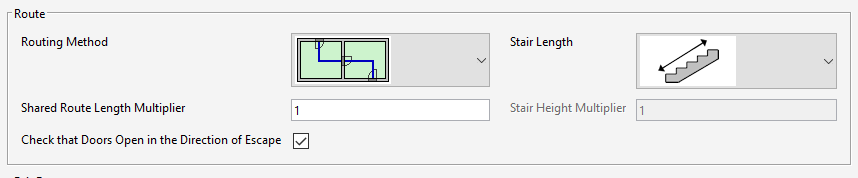 Route
Routing Method
Stair Length
Shared Route Length Multiplier
1
Stair Height Multiplier
1
Check that Doors Open in the Direction of Escape